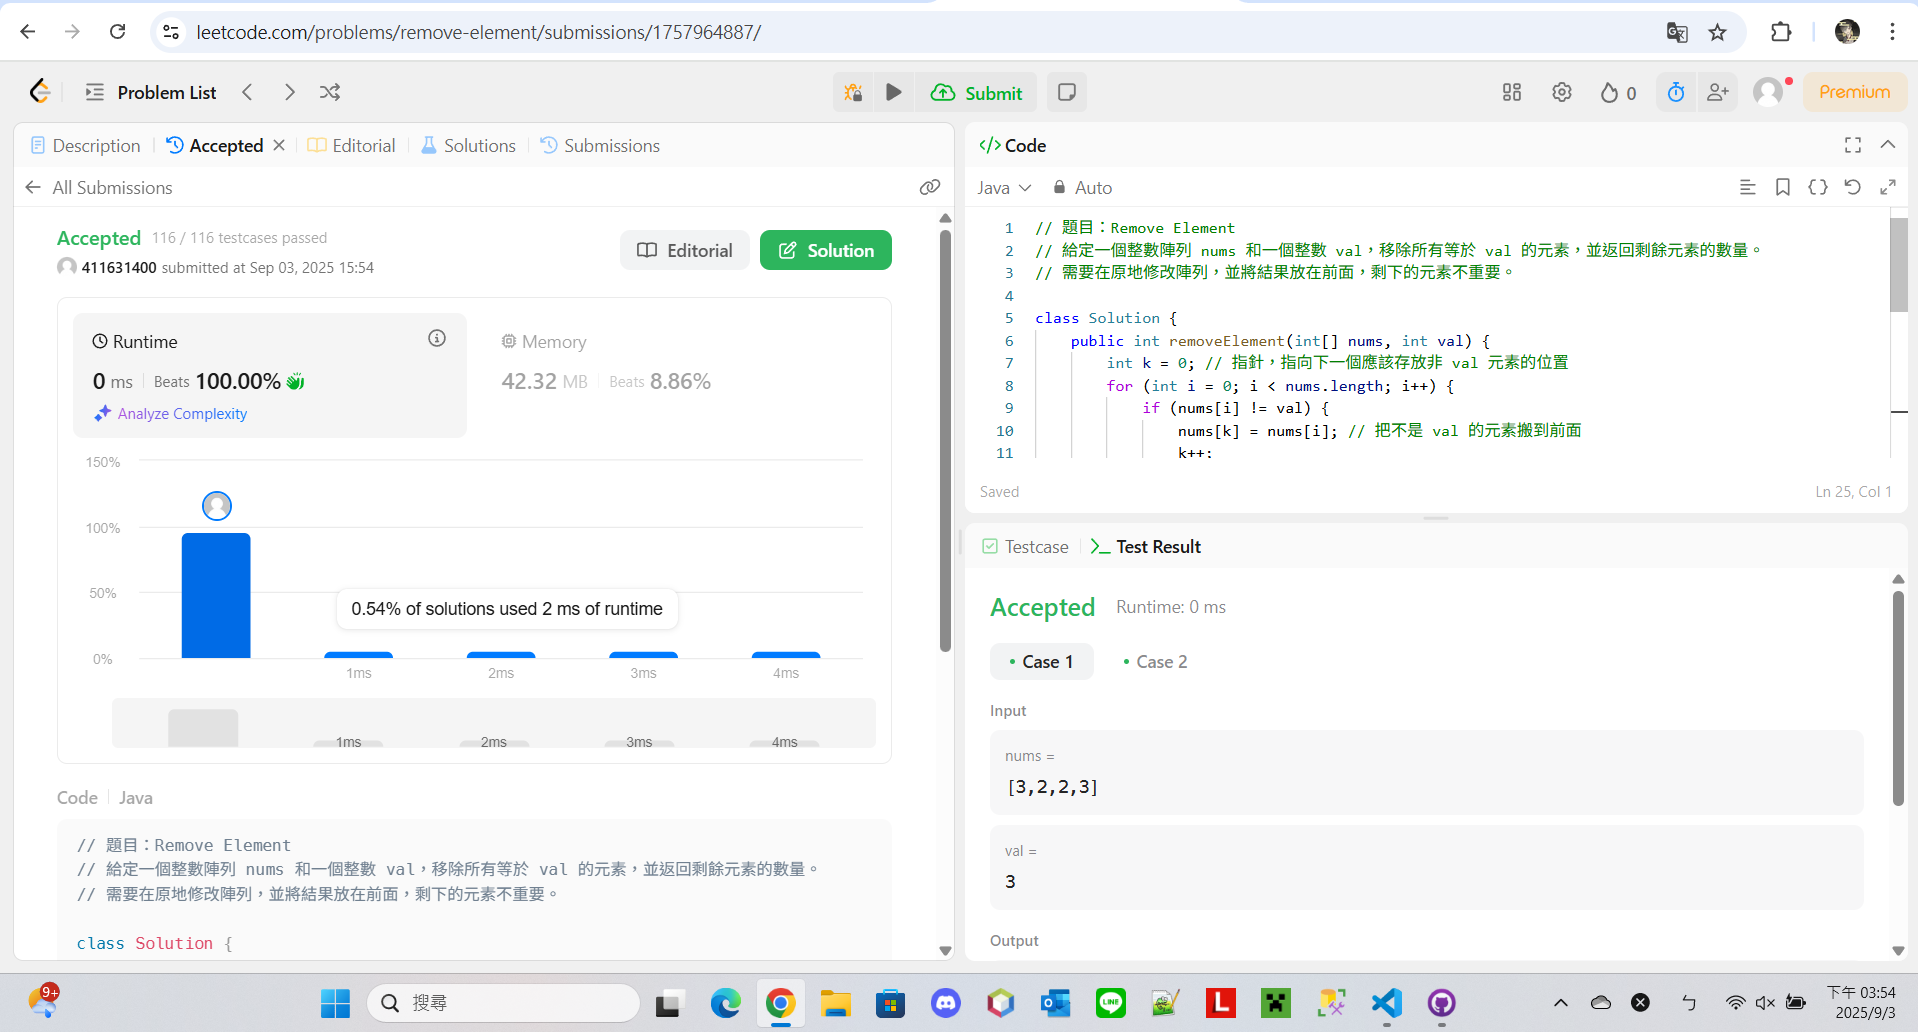 leetcode.com/problems/remove-element/submissions/1757964887/
Problem List
Submit
0
Premium
Description
Accepted
Editorial
Solutions
Submissions
All Submissions
Accepted 116 / 116 testcases passed
411631400 submitted at Sep 03, 2025 15:54
Editorial
Solution
Runtime
0 ms Beats 100.00%
Analyze Complexity
Memory
42.32 MB Beats 8.86%
150%
100%
50%
0%
0.54% of solutions used 2 ms of runtime
1ms 2ms 3ms 4ms
1ms 2ms 3ms 4ms
Code Java
// 題目：Remove Element
// 給定一個整數陣列 nums 和一個整數 val，移除所有等於 val 的元素，並返回剩餘元素的數量。
// 需要在原地修改陣列，並將結果放在前面，剩下的元素不重要。
class Solution {
</> Code
Java Auto
1 // 題目：Remove Element
2 // 給定一個整數陣列 nums 和一個整數 val，移除所有等於 val 的元素，並返回剩餘元素的數量。
3 // 需要在原地修改陣列，並將結果放在前面，剩下的元素不重要。
4
5 class Solution {
6 public int removeElement(int[] nums, int val) {
7 int k = 0; // 指針，指向下一個應該存放非 val 元素的位置
8 for (int i = 0; i < nums.length; i++) {
9 if (nums[i] != val) {
10 nums[k] = nums[i]; // 把不是 val 的元素搬到前面
11 k++;
Saved
Ln 25, Col 1
Testcase
Test Result
Accepted Runtime: 0 ms
Case 1
Case 2
Input
nums =
[3,2,2,3]
val =
3
Output
9+
搜尋
LINE
L
ㄅ
下午 03:54
2025/9/3